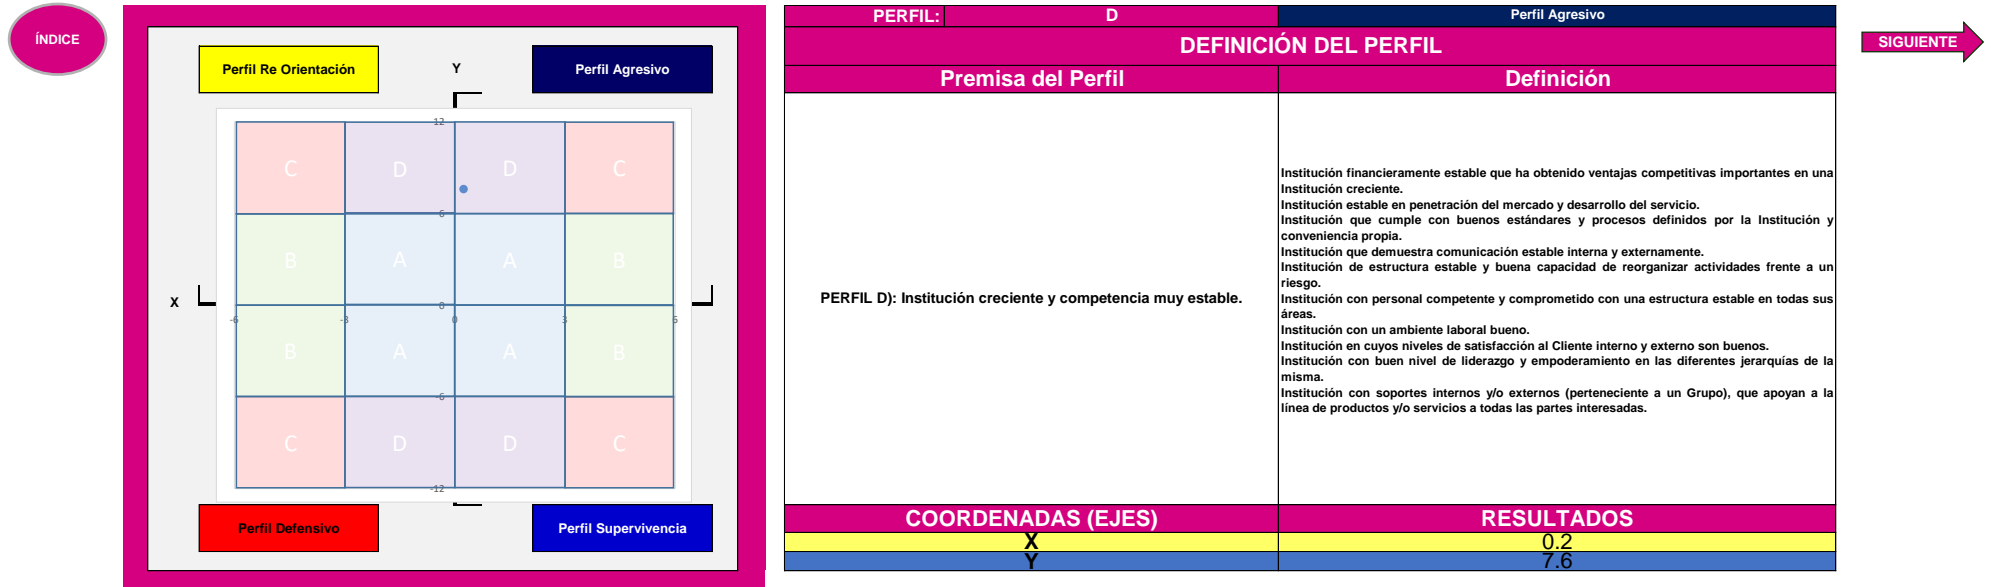 ÍNDICE
Perfil Re Orientación
Y
Perfil Agresivo
12
C D D C
6
B A A B
X
-6 -3 0 0 3 6
B A A B
-6
C D D C
-12
Perfil Defensivo
Perfil Supervivencia
PERFIL: D Perfil Agresivo
DEFINICIÓN DEL PERFIL
Premisa del Perfil Definición
PERFIL D): Institución creciente y competencia muy estable.
Institución financieramente estable que ha obtenido ventajas competitivas importantes en una
Institución creciente.
Institución estable en penetración del mercado y desarrollo del servicio.
Institución que cumple con buenos estándares y procesos definidos por la Institución y
conveniencia propia.
Institución que demuestra comunicación estable interna y externamente.
Institución de estructura estable y buena capacidad de reorganizar actividades frente a un
riesgo.
Institución con personal competente y comprometido con una estructura estable en todas sus
áreas.
Institución con un ambiente laboral bueno.
Institución en cuyos niveles de satisfacción al Cliente interno y externo son buenos.
Institución con buen nivel de liderazgo y empoderamiento en las diferentes jerarquías de la
misma.
Institución con soportes internos y/o externos (perteneciente a un Grupo), que apoyan a la
línea de productos y/o servicios a todas las partes interesadas.
COORDENADAS (EJES) RESULTADOS
X 0.2
Y 7.6
SIGUIENTE